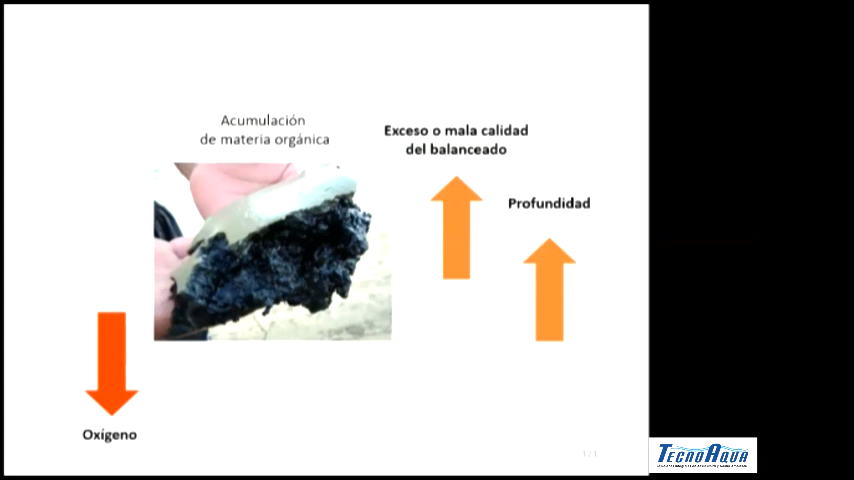 Acumulación
de materia orgánica
Exceso o mala calidad
del balanceado
Profundidad
Oxígeno
TECNOAQUA